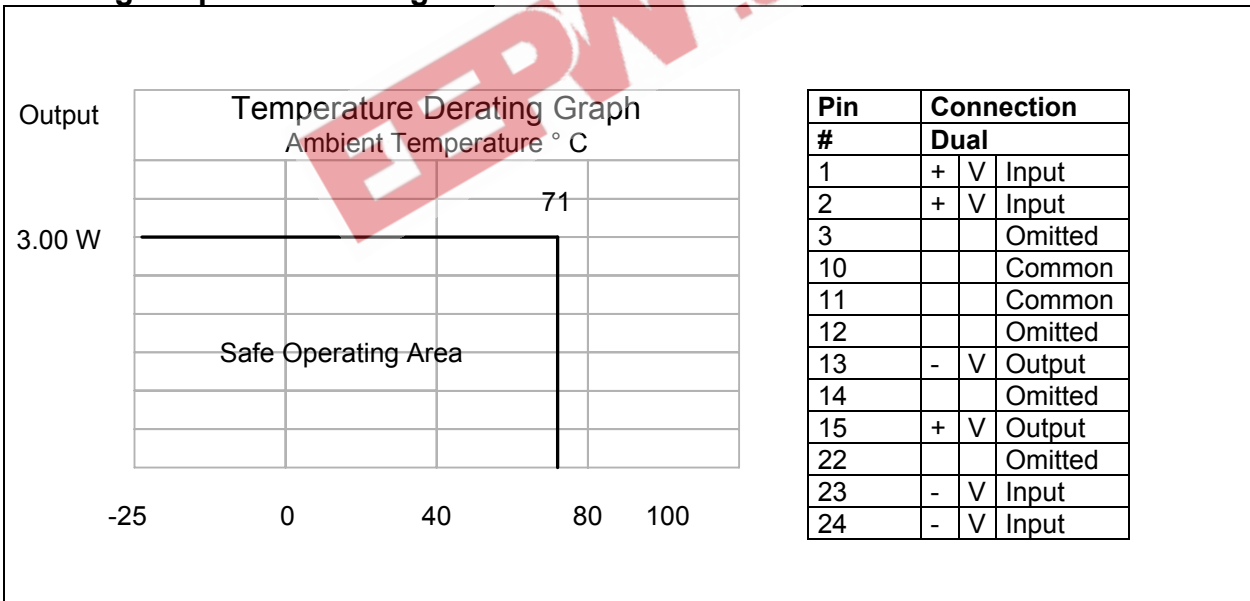 Output
Temperature Derating Graph
Ambient Temperature ° C
71
3.00 W
Safe Operating Area
-25 0 40 80 100
Pin Connection
# Dual
1 + V Input
2 + V Input
3 Omitted
10 Common
11 Common
12 Omitted
13 - V Output
14 Omitted
15 + V Output
22 Omitted
23 - V Input
24 - V Input
EEPW